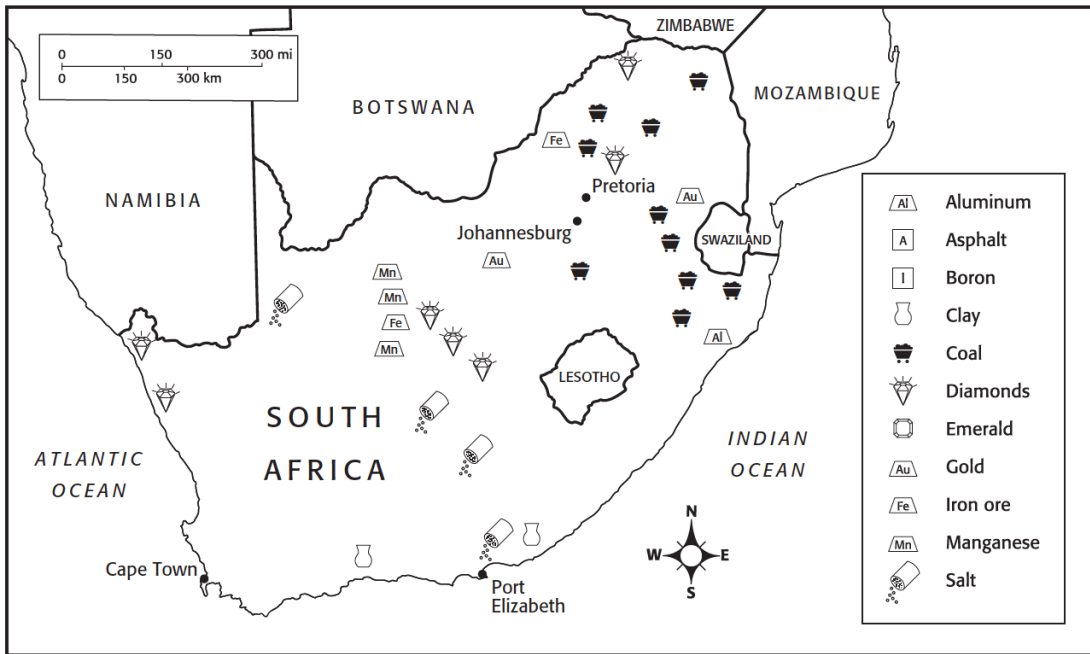 ZIMBABWE
0 150 300 mi
0 150 300 km
BOTSWANA
MOZAMBIQUE
Fe
Pretoria
NAMIBIA
Au
Johannesburg
SWAZILAND
Au
Mn
Mn
Fe
Mn
Al
LESOTHO
SOUTH
AFRICA
ATLANTIC
OCEAN
INDIAN
OCEAN
N
W E
S
Cape Town
Port
Elizabeth
Al Aluminum
A Asphalt
I Boron
Clay
Coal
Diamonds
Emerald
Au Gold
Fe Iron ore
Mn Manganese
Salt